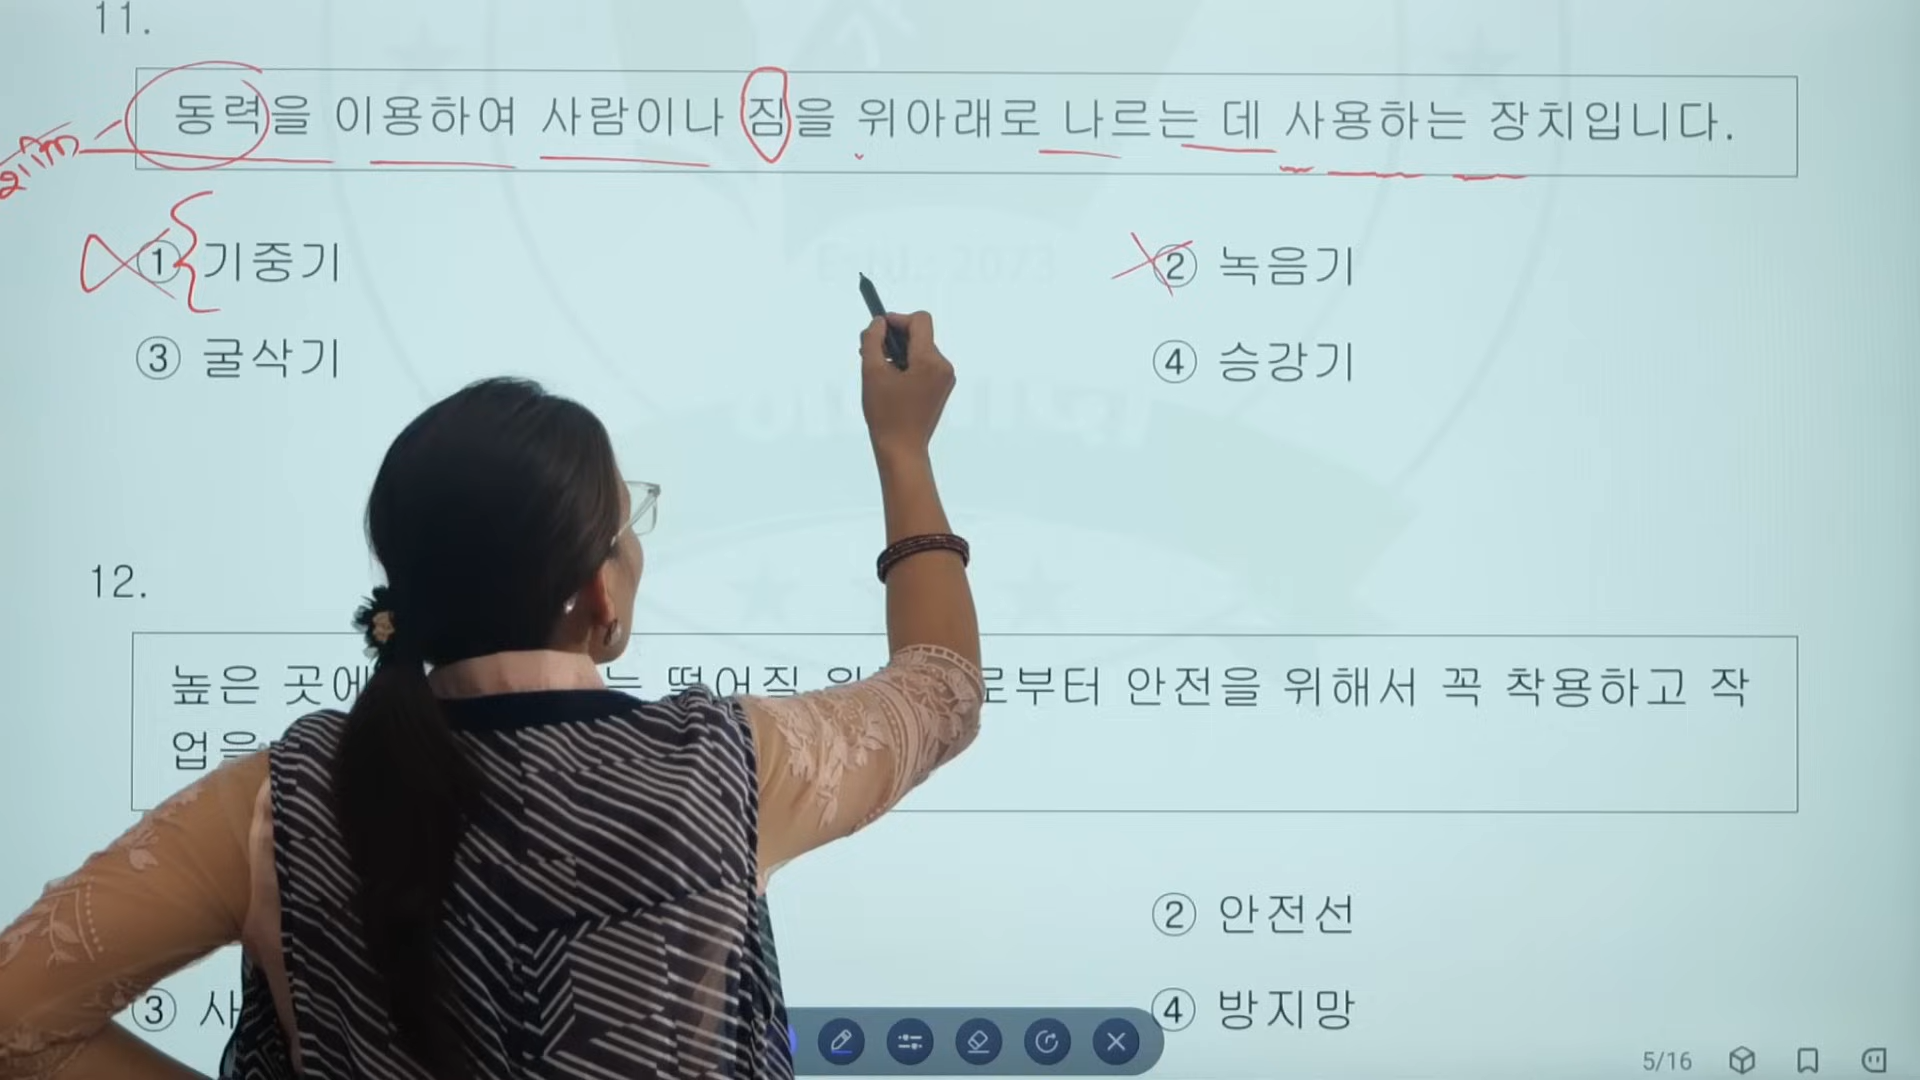 11.
동력을 이용하여 사람이나 짐을 위아래로 나르는 데 사용하는 장치입니다.
① 기중기
② 녹음기
③ 굴삭기
④ 승강기
12.
높은 곳에 는 떨어질 로부터 안전을 위해서 꼭 착용하고 작
업을
② 안전선
③ 사
④ 방지망
5/16